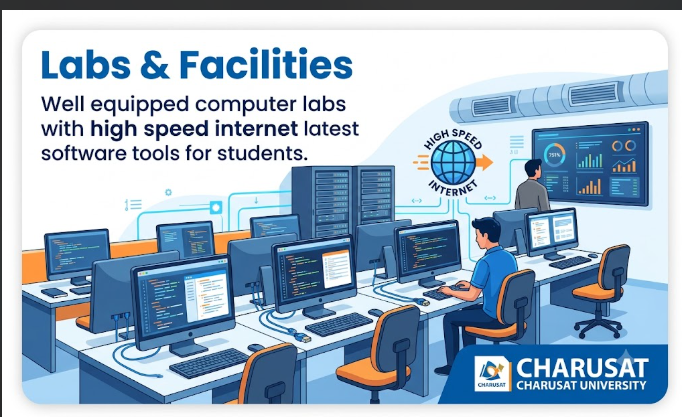 Labs & Facilities
Well equipped computer labs
with high speed internet latest
software tools for students.
HIGH SPEED
INTERNET
CHARUSAT
CHARUSAT
CHARUSAT UNIVERSITY